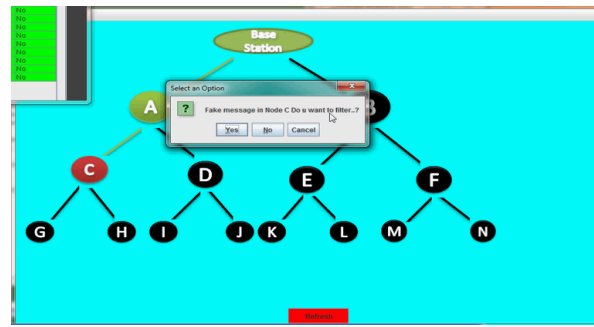 No
No
No
No
No
No
No
No
No
Base
Station
Select an Option
A
B
?
Fake message in Node C Do u want to filter..?
Yes
No
Cancel
C
D
E
F
G
H
I
J
K
L
M
N
Refresh